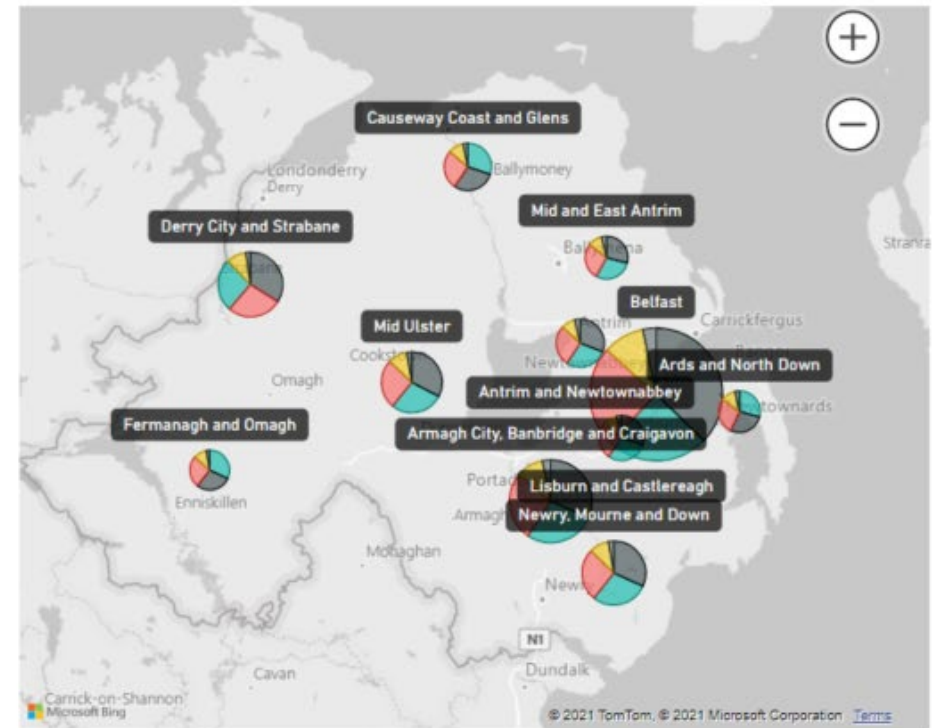 Causeway Coast and Glens
Londonderry
Derry
Ballymoney
Mid and East Antrim
Derry City and Strabane
Stranra
Belfast
Mid Ulster
Carrickfergus
Ards and North Down
Omagh
Antrim and Newtownabbey
Fermanagh and Omagh
Armagh City, Banbridge and Craigavon
Lisburn and Castlereagh
Enniskillen
Newry, Mourne and Down
Monaghan
N1
Cavan
Dundalk
Carrick-on-Shannon
Microsoft Bing
© 2021 TomTom, © 2021 Microsoft Corporation Terms